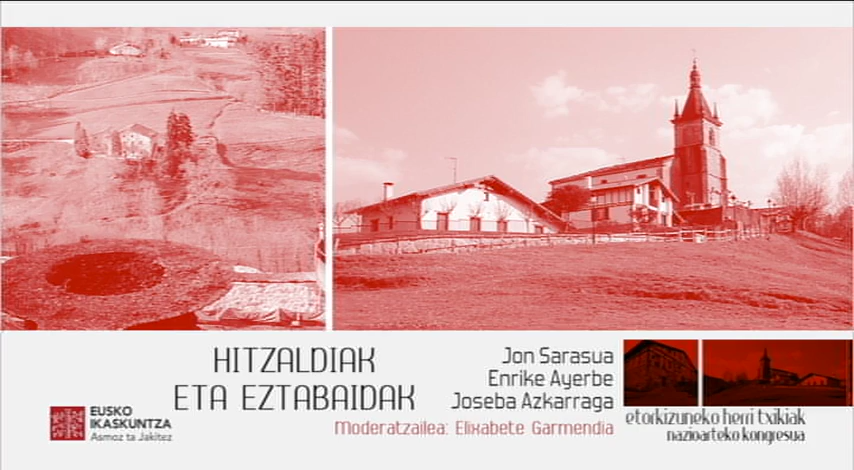 HITZALDIAK
ETA EZTABAIDAK
Jon Sarasua
Enrike Ayerbe
Joseba Azkarraga
Moderatzailea: Elixabete Garmendia
EUSKO
IKASKUNTZA
Asmoz ta Jakitez
etorkizuneko herri txikiak
nazioarteko kongresua